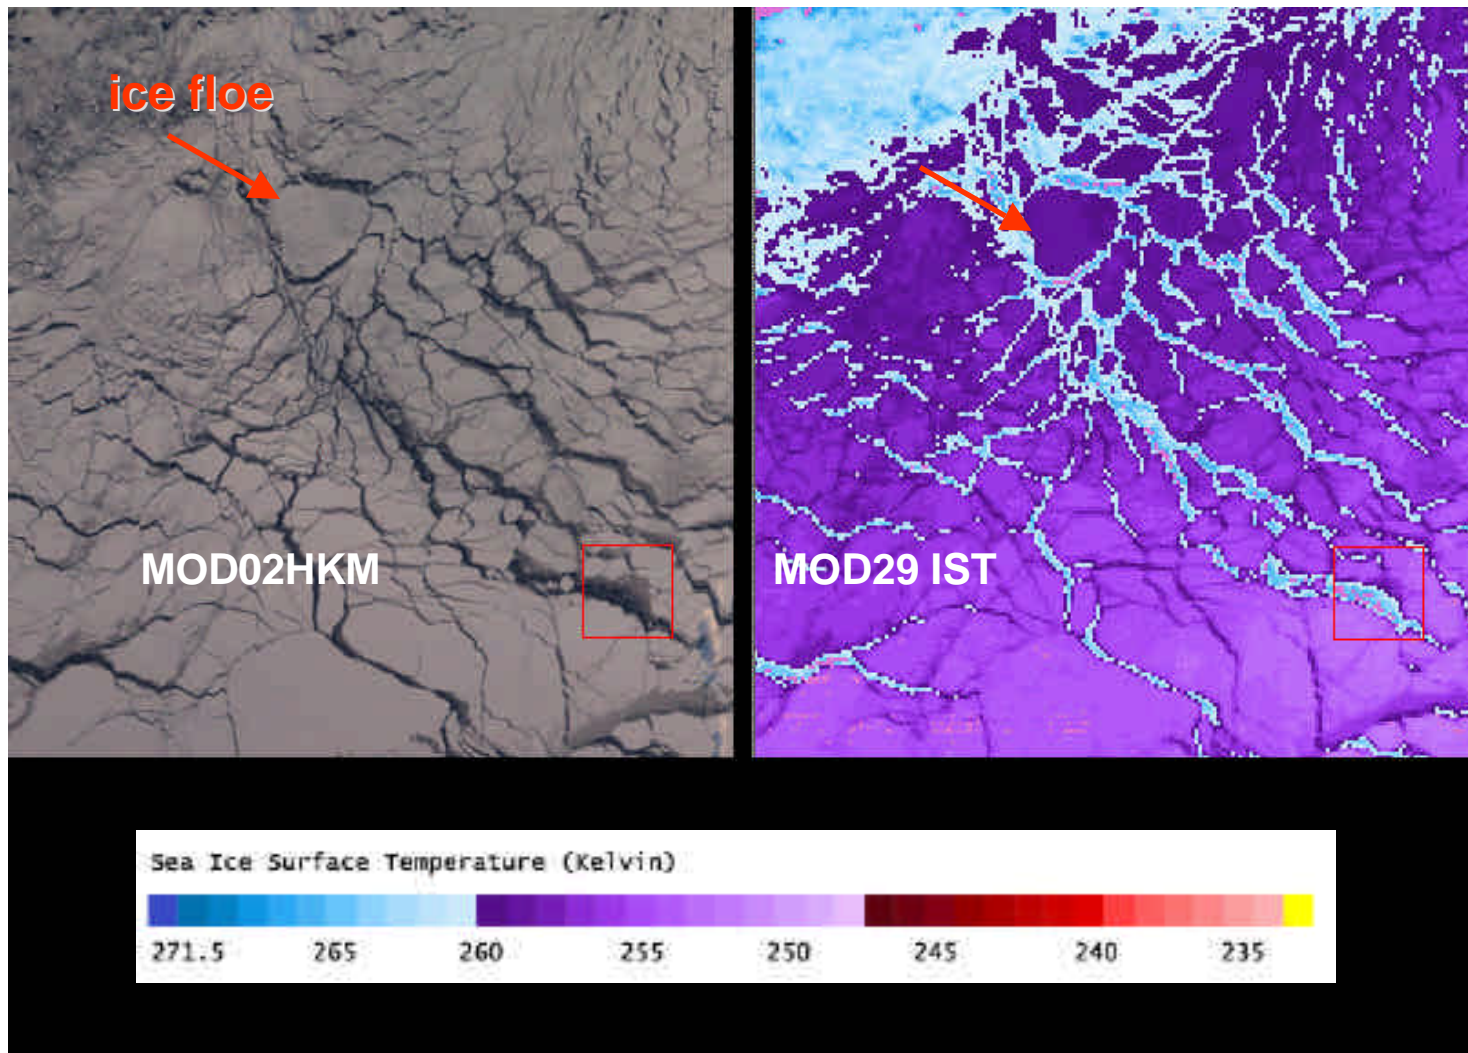 ice floe
MOD02HKM
MOD29 IST
Sea Ice Surface Temperature (Kelvin)
271.5 265 260 255 250 245 240 235